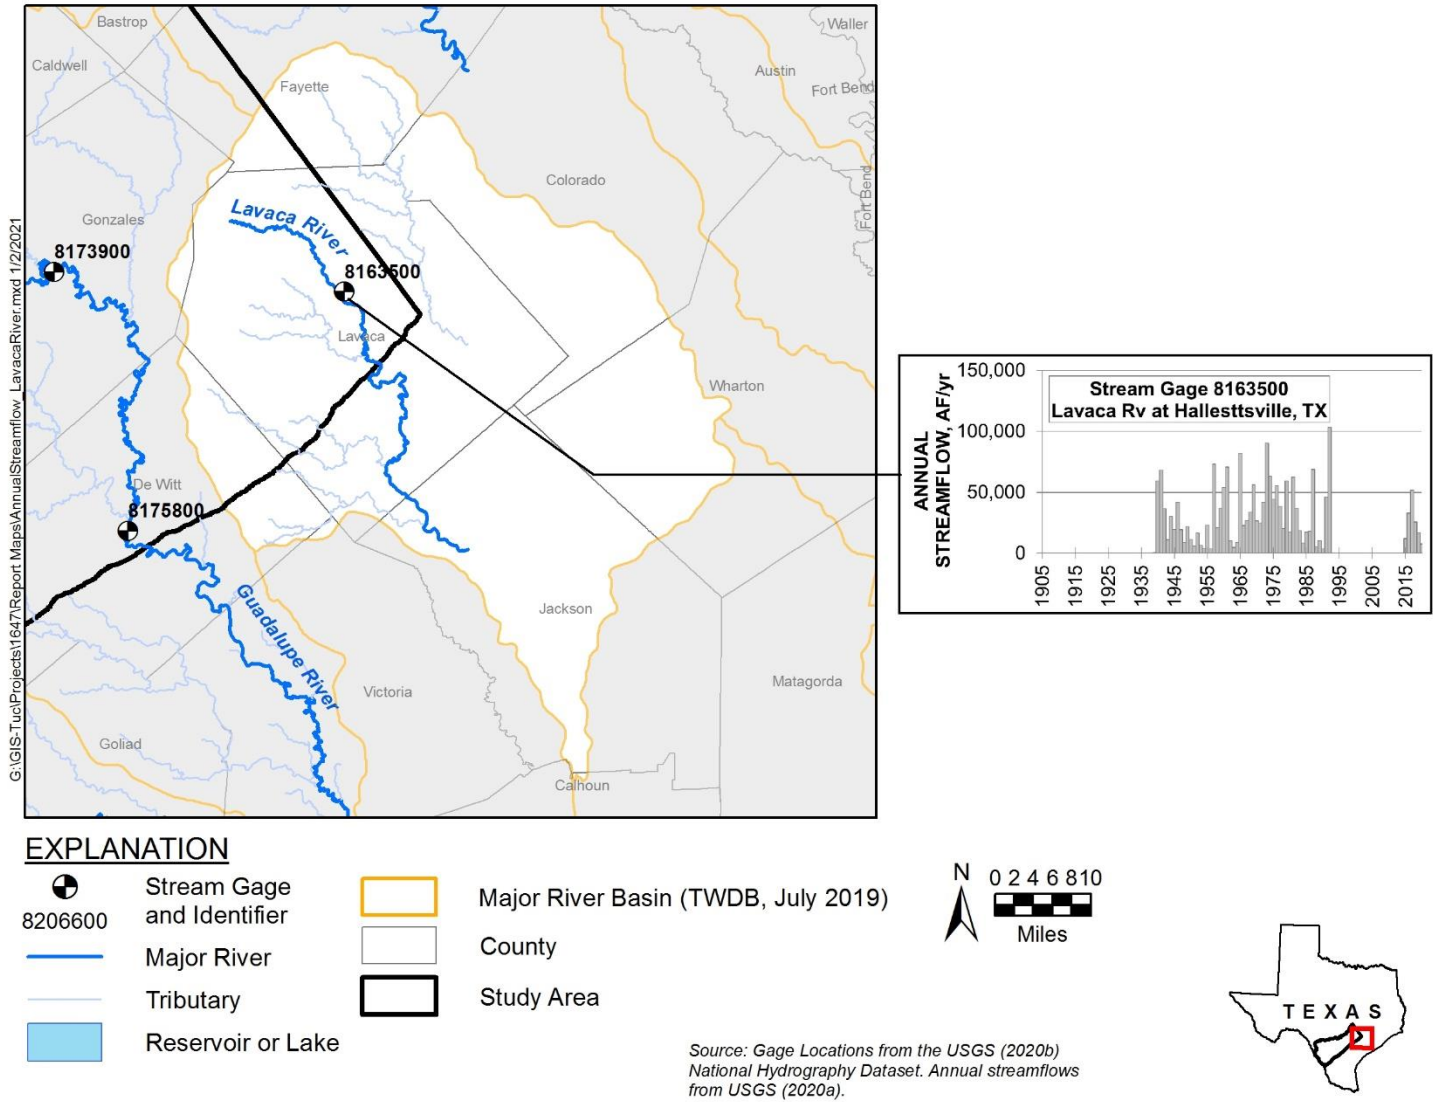 Bastrop
Waller
Caldwell
Austin
Fayette
Fort Bend
Colorado
Fort Bend
Gonzales
Lavaca River
8173900
8163500
Lavaca
Wharton
De Witt
8175800
Guadalupe River
Jackson
Victoria
Matagorda
Goliad
Calhoun
G:\GIS-Tuc\Projects\1647\Report Maps\AnnualStreamflow_LavacaRiver.mxd 1/2/2021
ANNUAL
STREAMFLOW, AF/yr
150,000
100,000
50,000
0
Stream Gage 8163500
Lavaca Rv at Hallesttsville, TX
1905 1915 1925 1935 1945 1955 1965 1975 1985 1995 2005 2015
EXPLANATION
Stream Gage
and Identifier
8206600
Major River
Tributary
Reservoir or Lake
Major River Basin (TWDB, July 2019)
County
Study Area
N
0 2 4 6 8 10
Miles
TEXAS
Source: Gage Locations from the USGS (2020b)
National Hydrography Dataset. Annual streamflows
from USGS (2020a).